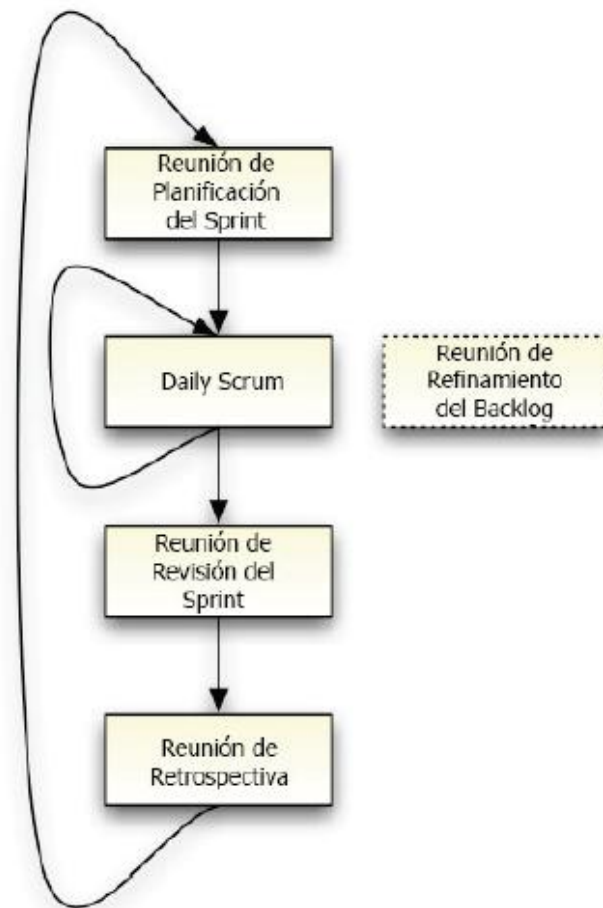 Reunión de
Planificación
del Sprint
Daily Scrum
Reunión de
Refinamiento
del Backlog
Reunión de
Revisión del
Sprint
Reunión de
Retrospectiva